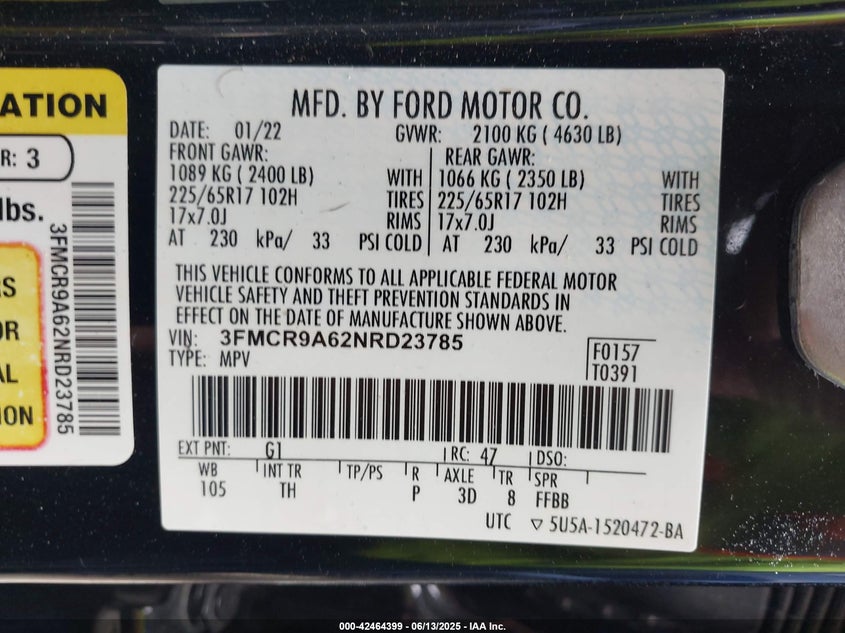 ATION
R: 3
lbs.
3FMCR9A62NRD23785
RS
OR
AL
ION
MFD. BY FORD MOTOR CO.
DATE: 01/22 GVWR: 2100 KG ( 4630 LB)
FRONT GAWR: REAR GAWR:
1089 KG ( 2400 LB) WITH 1066 KG ( 2350 LB) WITH
225/65R17 102H TIRES 225/65R17 102H TIRES
17x7.0J RIMS 17x7.0J RIMS
AT 230 kPa/ 33 PSI COLD AT 230 kPa/ 33 PSI COLD
THIS VEHICLE CONFORMS TO ALL APPLICABLE FEDERAL MOTOR
VEHICLE SAFETY AND THEFT PREVENTION STANDARDS IN
EFFECT ON THE DATE OF MANUFACTURE SHOWN ABOVE.
VIN: 3FMCR9A62NRD23785
TYPE: MPV
F0157
T0391
EXT PNT: G1 RC: 47 DSO:
WB INT TR TP/PS R AXLE TR SPR
105 TH P 3D 8 FFBB
UTC ▽ 5U5A-1520472-BA
000-42464399 - 06/13/2025 - IAA Inc.